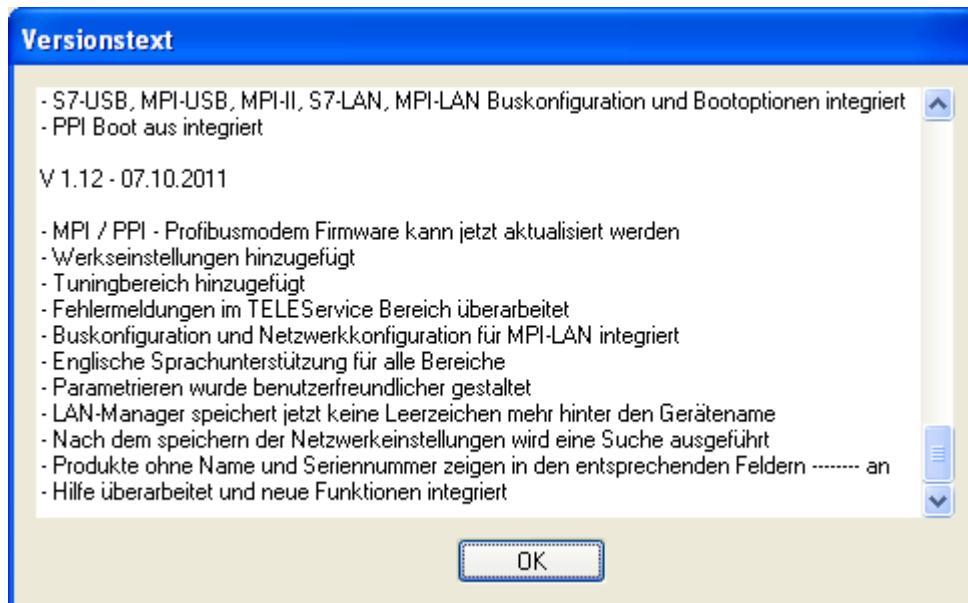 Versionstext
- S7-USB, MPI-USB, MPI-II, S7-LAN, MPI-LAN Buskonfiguration und Bootoptionen integriert
- PPI Boot aus integriert
V 1.12 - 07.10.2011
- MPI / PPI - Profibusmodem Firmware kann jetzt aktualisiert werden
- Werkseinstellungen hinzugefügt
- Tuningbereich hinzugefügt
- Fehlermeldungen im TELEService Bereich überarbeitet
- Buskonfiguration und Netzwerkkonfiguration für MPI-LAN integriert
- Englische Sprachunterstützung für alle Bereiche
- Parametrieren wurde benutzerfreundlicher gestaltet
- LAN-Manager speichert jetzt keine Leerzeichen mehr hinter den Gerätename
- Nach dem speichern der Netzwerkeinstellungen wird eine Suche ausgeführt
- Produkte ohne Name und Seriennummer zeigen in den entsprechenden Feldern -------- an
- Hilfe überarbeitet und neue Funktionen integriert
OK